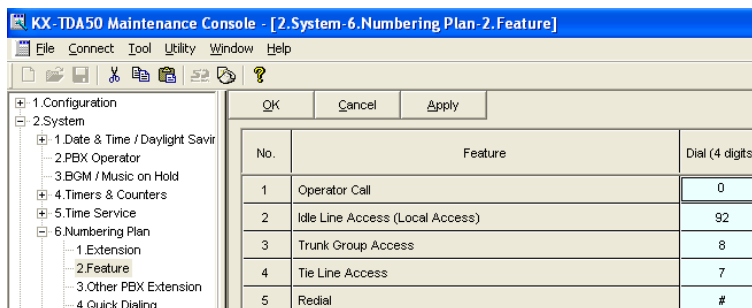 KX-TDA50 Maintenance Console - [2.System-6.Numbering Plan-2.Feature]
File Connect Tool Utility Window Help
1.Configuration
2.System
1.Date & Time / Daylight Savir
2.PBX Operator
3.BGM / Music on Hold
4.Timers & Counters
5.Time Service
6.Numbering Plan
1.Extension
2.Feature
3.Other PBX Extension
4.Quick Dialing
OK Cancel Apply
No. Feature Dial (4 digits
1 Operator Call 0
2 Idle Line Access (Local Access) 92
3 Trunk Group Access 8
4 Tie Line Access 7
5 Redial #